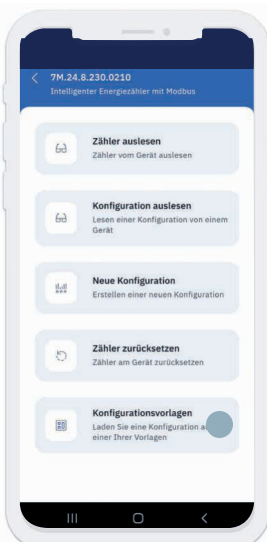 7M.24.8.230.0210
Intelligenter Energiezähler mit Modbus
Zähler auslesen
Zähler vom Gerät auslesen
Konfiguration auslesen
Lesen einer Konfiguration von einem
Gerät
Neue Konfiguration
Erstellen einer neuen Konfiguration
Zähler zurücksetzen
Zähler am Gerät zurücksetzen
Konfigurationsvorlagen
Laden Sie eine Konfiguration
einer Ihrer Vorlagen